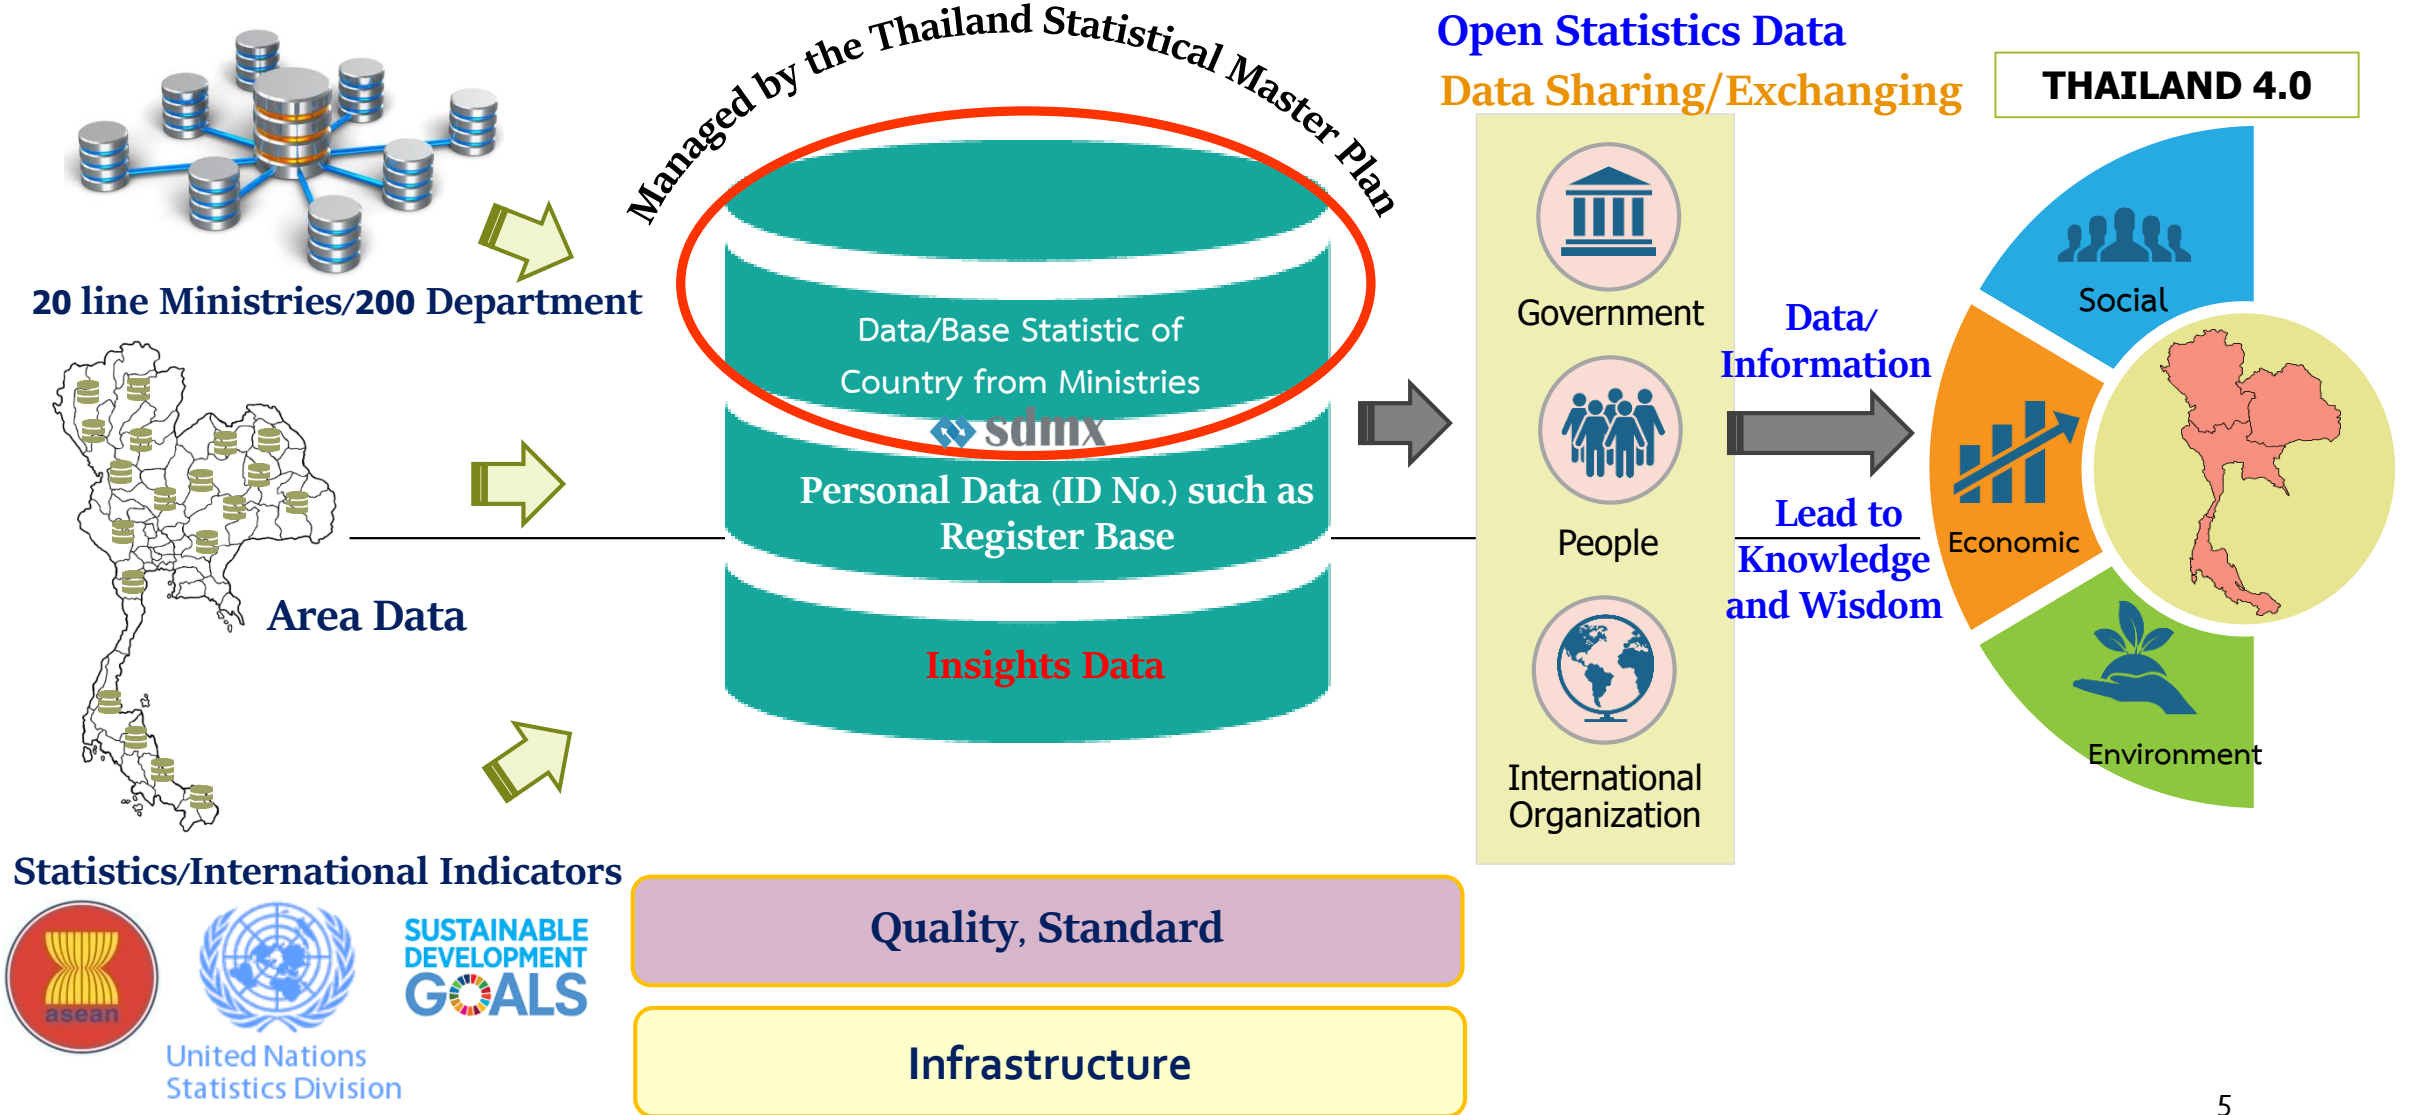 Managed by the Thailand Statistical Master Plan
Open Statistics Data
Data Sharing/Exchanging
THAILAND 4.0
20 line Ministries/200 Department
Area Data
Statistics/International Indicators
asean
United Nations
Statistics Division
SUSTAINABLE
DEVELOPMENT
GOALS
Data/Base Statistic of
Country from Ministries
sdmx
Personal Data (ID No.) such as
Register Base
Insights Data
Quality, Standard
Infrastructure
Government
People
International
Organization
Data/
Information
Lead to
Knowledge
and Wisdom
Social
Economic
Environment
5